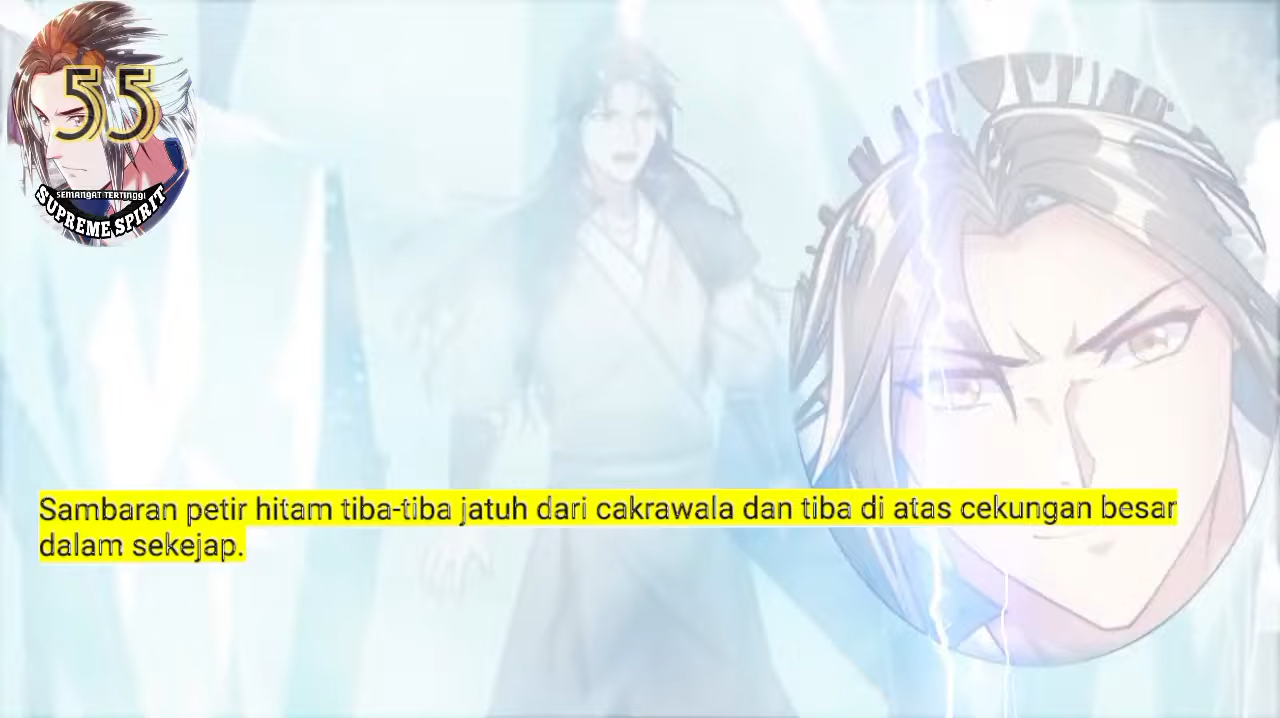 55
SEMANGAT TERTINGGI
SUPREME SPIRIT
Sambaran petir hitam tiba-tiba jatuh dari cakrawala dan tiba di atas cekungan besar
dalam sekejap.